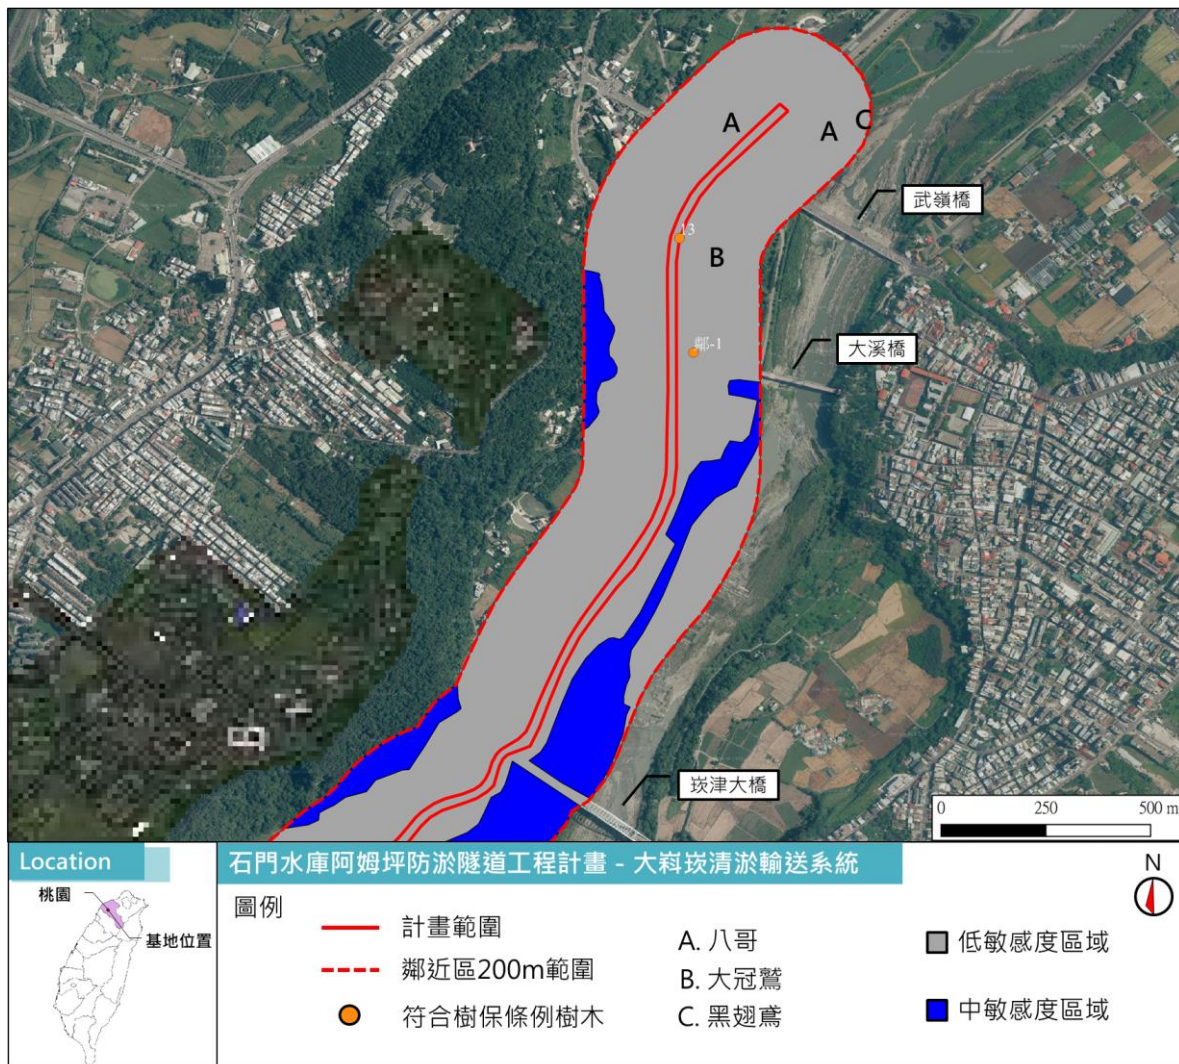 A
A
C
武嶺橋
13
B
鄰-1
大溪橋
崁津大橋
0 250 500 m
Location
桃園
基地位置
石門水庫阿姆坪防淤隧道工程計畫 - 大嵙崁清淤輸送系統
N
圖例
計畫範圍
鄰近區200m範圍
符合樹保條例樹木
A. 八哥
B. 大冠鷲
C. 黑翅鳶
低敏感度區域
中敏感度區域